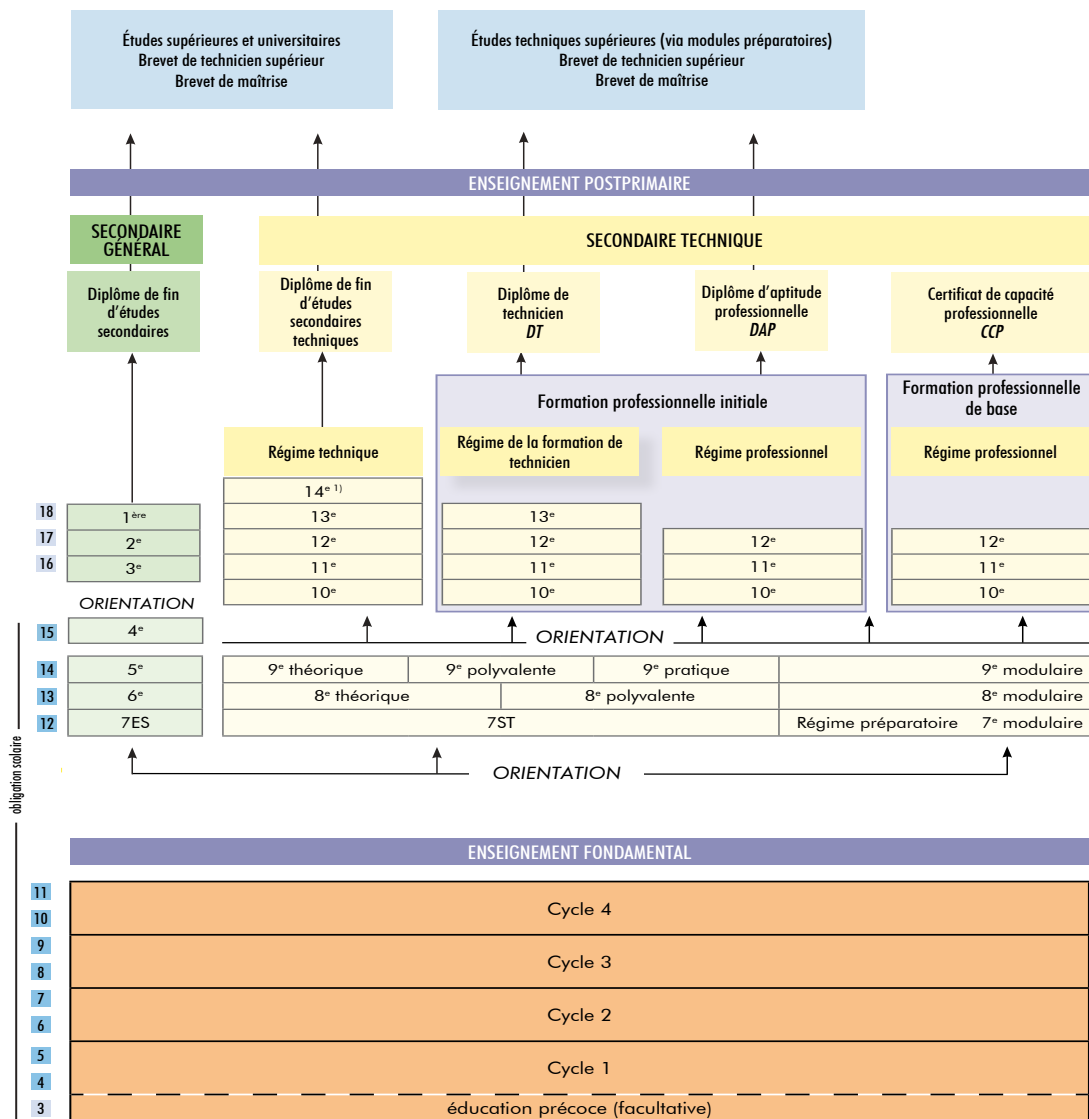 Études supérieures et universitaires
Brevet de technicien supérieur
Brevet de maîtrise
Études techniques supérieures (via modules préparatoires)
Brevet de technicien supérieur
Brevet de maîtrise
ENSEIGNEMENT POSTPRIMAIRE
SECONDAIRE
GÉNÉRAL
SECONDAIRE TECHNIQUE
Diplôme de fin
d'études
secondaires
Diplôme de fin
d'études
secondaires
techniques
Diplôme de
technicien
DT
Diplôme d'aptitude
professionnelle
DAP
Certificat de capacité
professionnelle
CCP
Formation professionnelle initiale
Formation professionnelle
de base
Régime technique
Régime de la formation de
technicien
Régime professionnel
Régime professionnel
14e 1)
18 1ère 13e 13e
17 2e 12e 12e 12e 12e
16 3e 11e 11e 11e 11e
10e 10e 10e 10e
ORIENTATION
15 4e
ORIENTATION
14 5e 9e théorique 9e polyvalente 9e pratique 9e modulaire
13 6e 8e théorique 8e polyvalente 8e modulaire
12 7ES 7ST Régime préparatoire 7e modulaire
ORIENTATION
obligation scolaire
ENSEIGNEMENT FONDAMENTAL
11
Cycle 4
10
9
Cycle 3
8
7
Cycle 2
6
5
Cycle 1
4
3 éducation précoce (facultative)